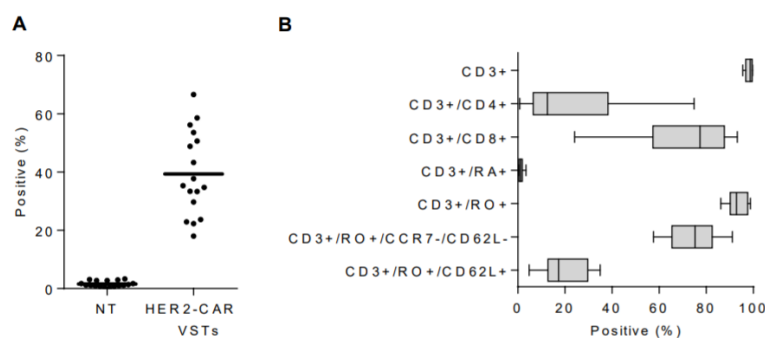 A
80
60
40
20
0
Positive (%)
NT
HER2-CAR
VSTs
B
CD3+
CD3+/CD4+
CD3+/CD8+
CD3+/RA+
CD3+/RO+
CD3+/RO+/CCR7-/CD62L-
CD3+/RO+/CD62L+
0 20 40 60 80 100
Positive (%)